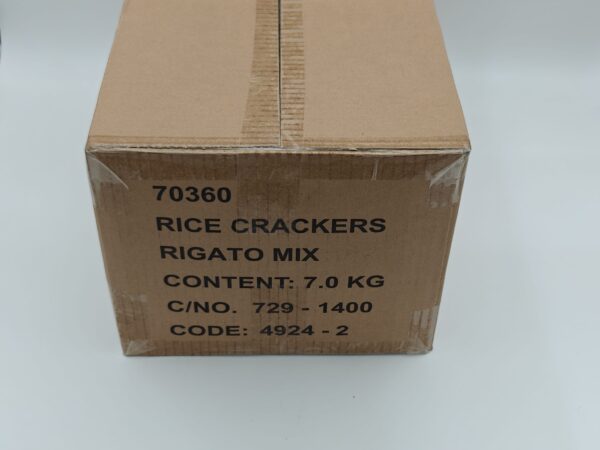 70360
RICE CRACKERS
RIGATO MIX
CONTENT: 7.0 KG
C/NO. 729 - 1400
CODE: 4924 - 2